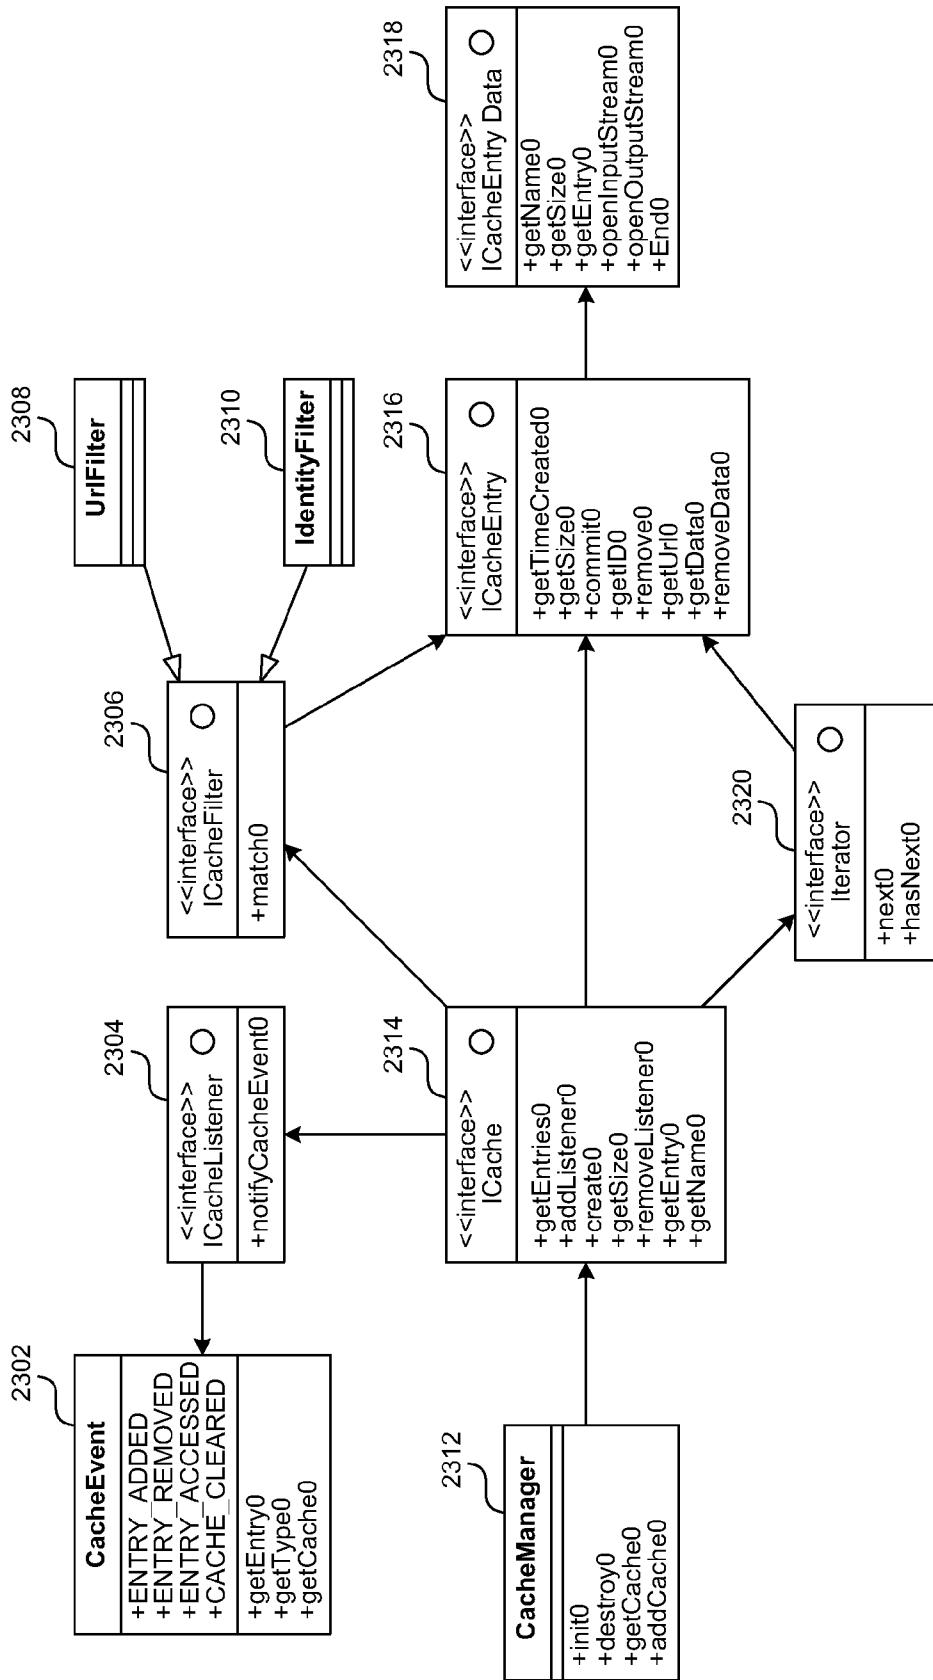 2302
CacheEvent
+ENTRY_ADDED
+ENTRY_REMOVED
+ENTRY_ACCESSED
+CACHE_CLEARED
+getEntry0
+getType0
+getCache0
2304
<<interface>>
ICacheListener
+notifyCacheEvent0
2306
<<interface>>
ICacheFilter
+match0
2308
UrlFilter
2310
IdentityFilter
2312
CacheManager
+init0
+destroy0
+getCache0
+addCache0
2314
<<interface>>
ICache
+getEntries0
+addListener0
+create0
+getSize0
+removeListener0
+getEntry0
+getName0
2316
<<interface>>
ICacheEntry
+getTimeCreated0
+getSize0
+commit0
+getID0
+remove0
+getUrl0
+getData0
+removeData0
2318
<<interface>>
ICacheEntry Data
+getName0
+getSize0
+getEntry0
+openInputStream0
+openOutputStream0
+End0
2320
<<interface>>
Iterator
+next0
+hasNext0